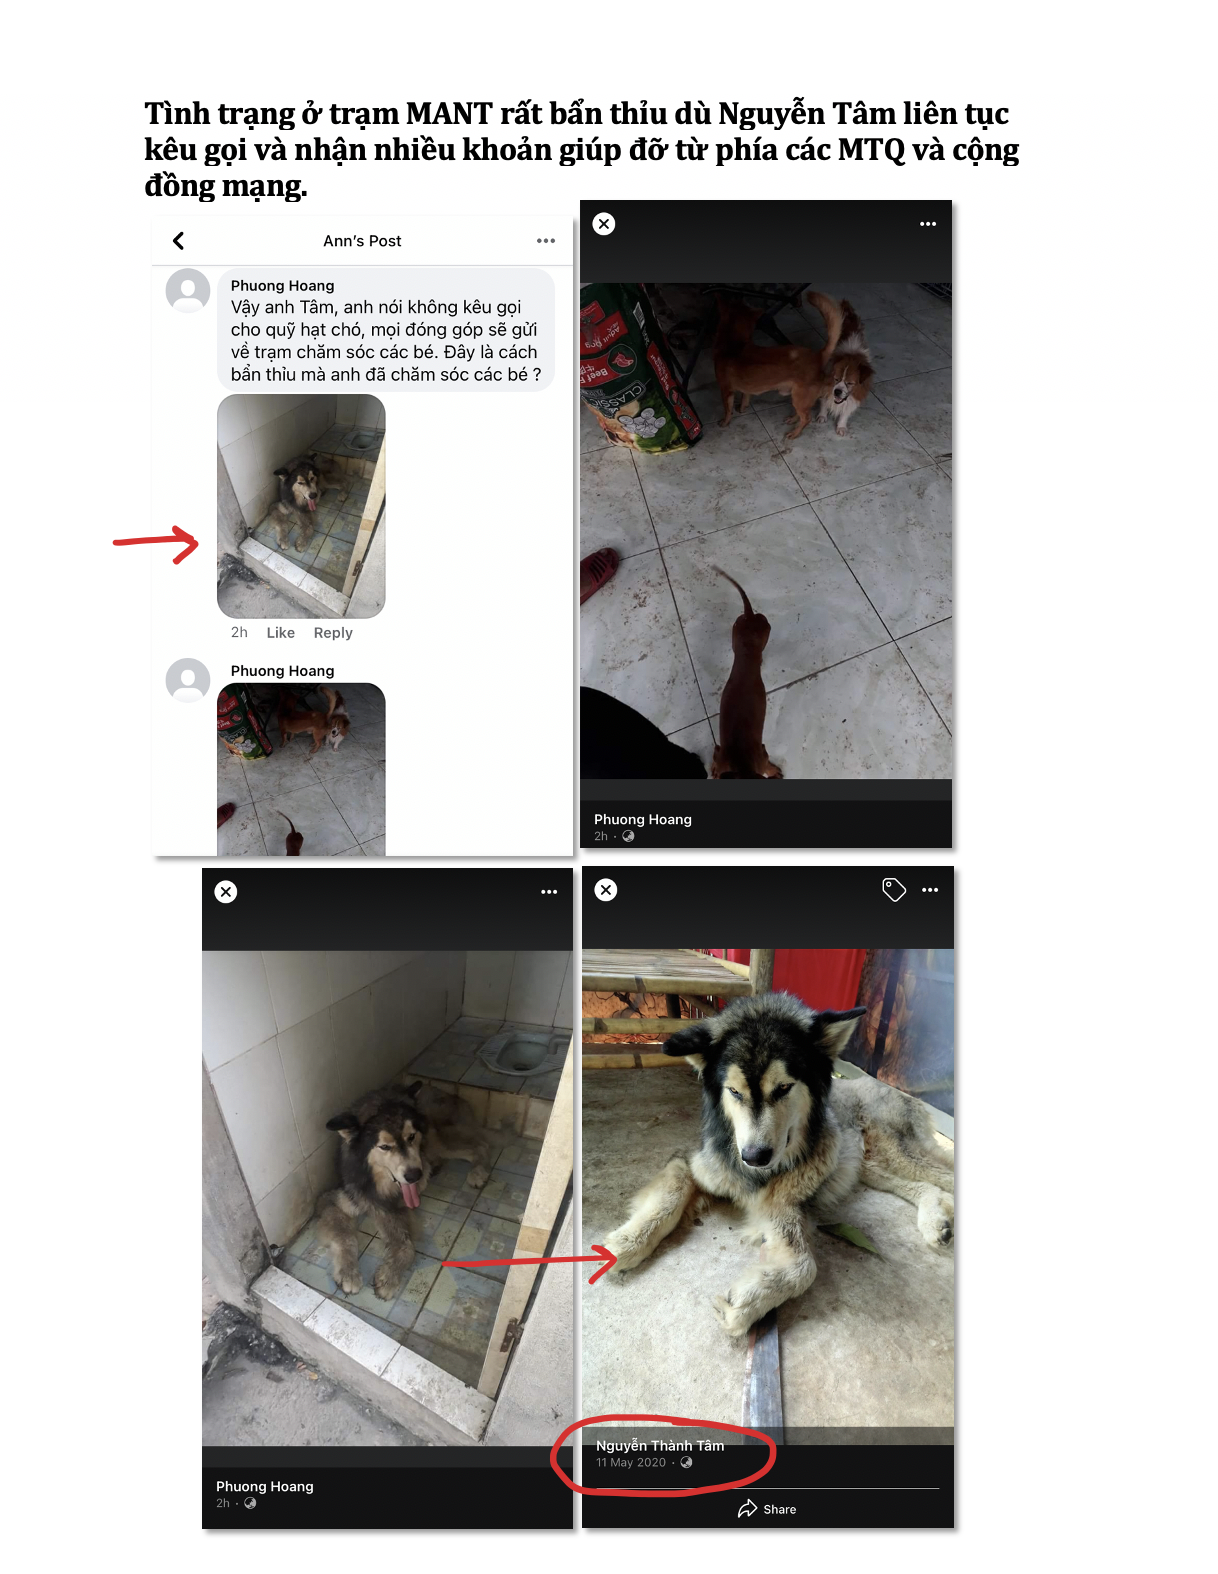 Tình trạng ở trạm MANT rất bẩn thỉu dù Nguyễn Tâm liên tục
kêu gọi và nhận nhiều khoản giúp đỡ từ phía các MTQ và cộng
đồng mạng.
Ann's Post
Phuong Hoang
Vậy anh Tâm, anh nói không kêu gọi
cho quỹ hạt chó, mọi đóng góp sẽ gửi
về trạm chăm sóc các bé. Đây là cách
bẩn thỉu mà anh đã chăm sóc các bé ?
2h Like Reply
Phuong Hoang
CLASSIC
Beef
Adult Dog
Phuong Hoang
2h ·
Phuong Hoang
2h ·
Nguyễn Thành Tâm
11 May 2020 ·
Share